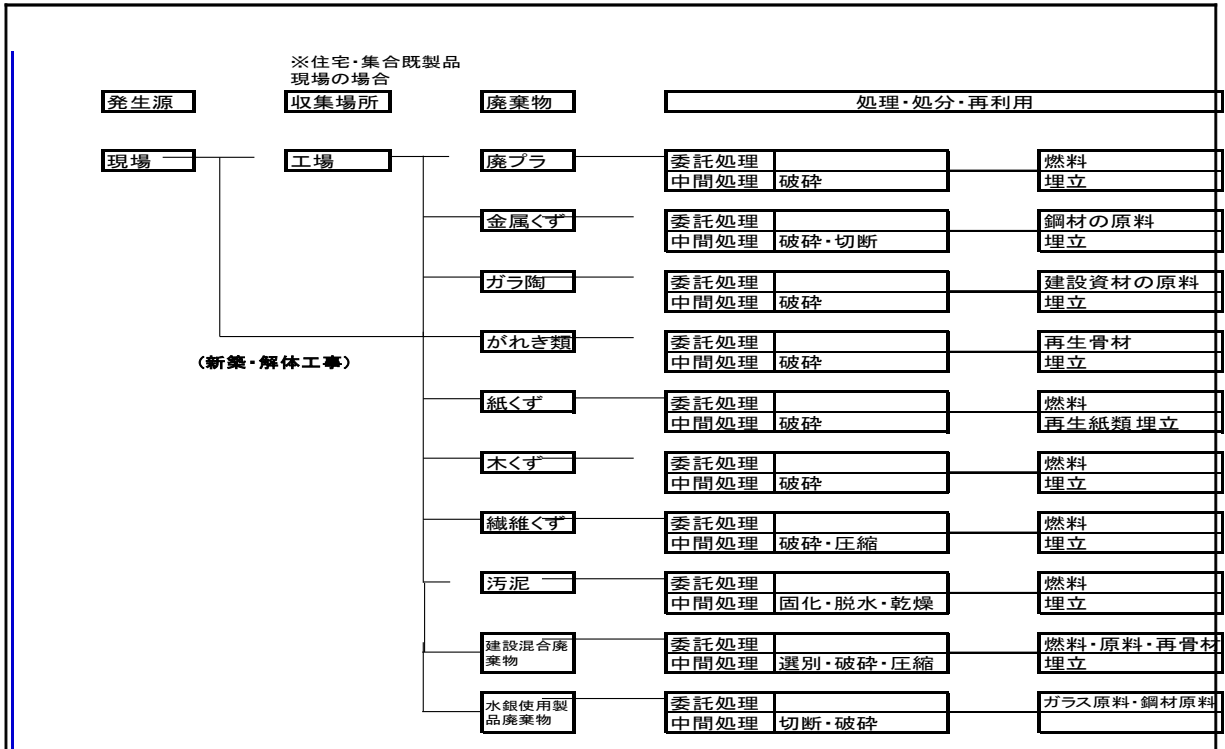 ※住宅・集合既製品
現場の場合
発生源 収集場所 廃棄物 処理・処分・再利用
現場 工場 廃プラ 委託処理 燃料
中間処理 破砕 埋立
金属くず 委託処理 鋼材の原料
中間処理 破砕・切断 埋立
ガラ陶 委託処理 建設資材の原料
中間処理 破砕 埋立
がれき類 委託処理 再生骨材
中間処理 破砕 埋立
(新築・解体工事)
紙くず 委託処理 燃料
中間処理 破砕 再生紙類 埋立
木くず 委託処理 燃料
中間処理 破砕 埋立
繊維くず 委託処理 燃料
中間処理 破砕・圧縮 埋立
汚泥 委託処理 燃料
中間処理 固化・脱水・乾燥 埋立
建設混合廃
棄物
委託処理 燃料・原料・再骨材
中間処理 選別・破砕・圧縮 埋立
水銀使用製
品廃棄物
委託処理 ガラス原料・鋼材原料
中間処理 切断・破砕